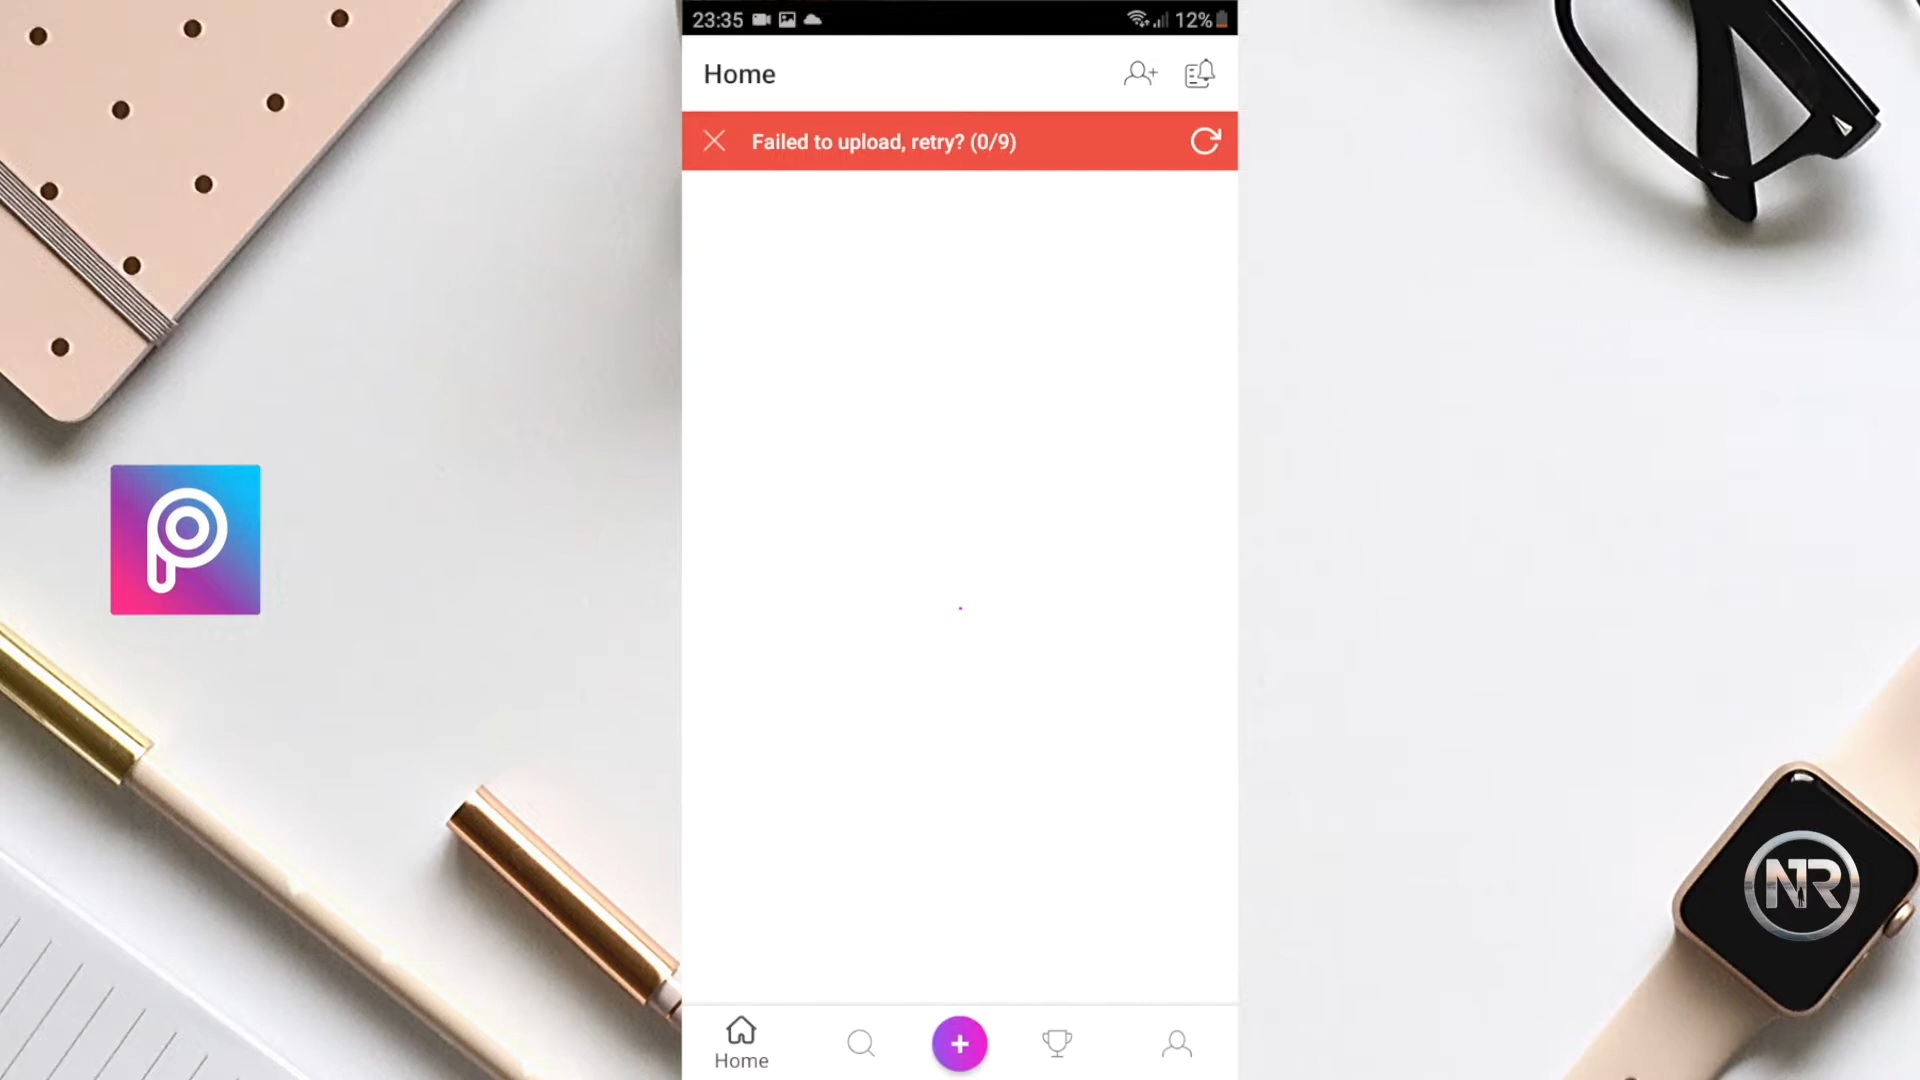 23:35
12%
Home
Failed to upload, retry? (0/9)
Home
NR